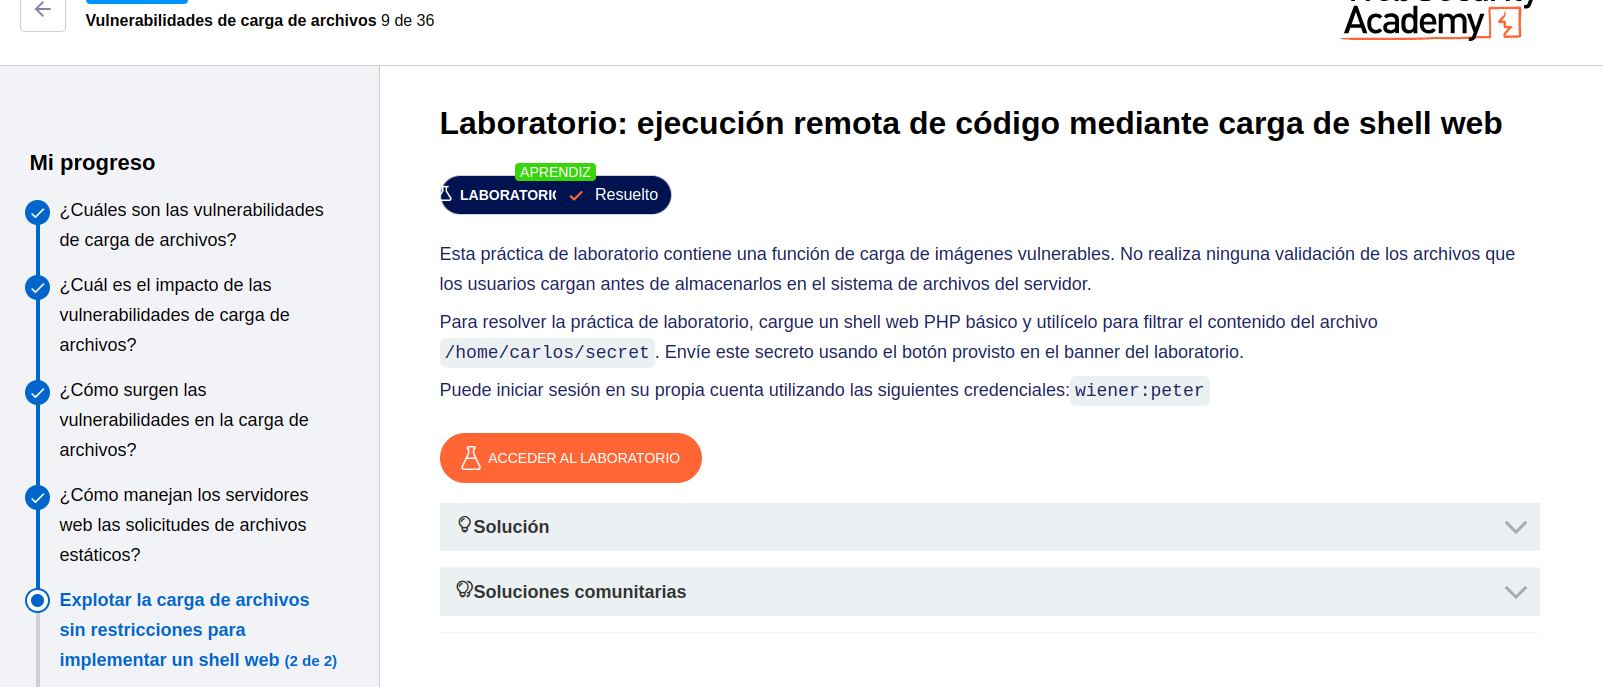 Vulnerabilidades de carga de archivos 9 de 36
Academy
Mi progreso
¿Cuáles son las vulnerabilidades
de carga de archivos?
¿Cuál es el impacto de las
vulnerabilidades de carga de
archivos?
¿Cómo surgen las
vulnerabilidades en la carga de
archivos?
¿Cómo manejan los servidores
web las solicitudes de archivos
estáticos?
Explotar la carga de archivos
sin restricciones para
implementar un shell web (2 de 2)
Laboratorio: ejecución remota de código mediante carga de shell web
APRENDIZ
LABORATORIO Resuelto
Esta práctica de laboratorio contiene una función de carga de imágenes vulnerables. No realiza ninguna validación de los archivos que
los usuarios cargan antes de almacenarlos en el sistema de archivos del servidor.
Para resolver la práctica de laboratorio, cargue un shell web PHP básico y utilícelo para filtrar el contenido del archivo
/home/carlos/secret. Envíe este secreto usando el botón provisto en el banner del laboratorio.
Puede iniciar sesión en su propia cuenta utilizando las siguientes credenciales: wiener:peter
ACCEDER AL LABORATORIO
Solución
Soluciones comunitarias